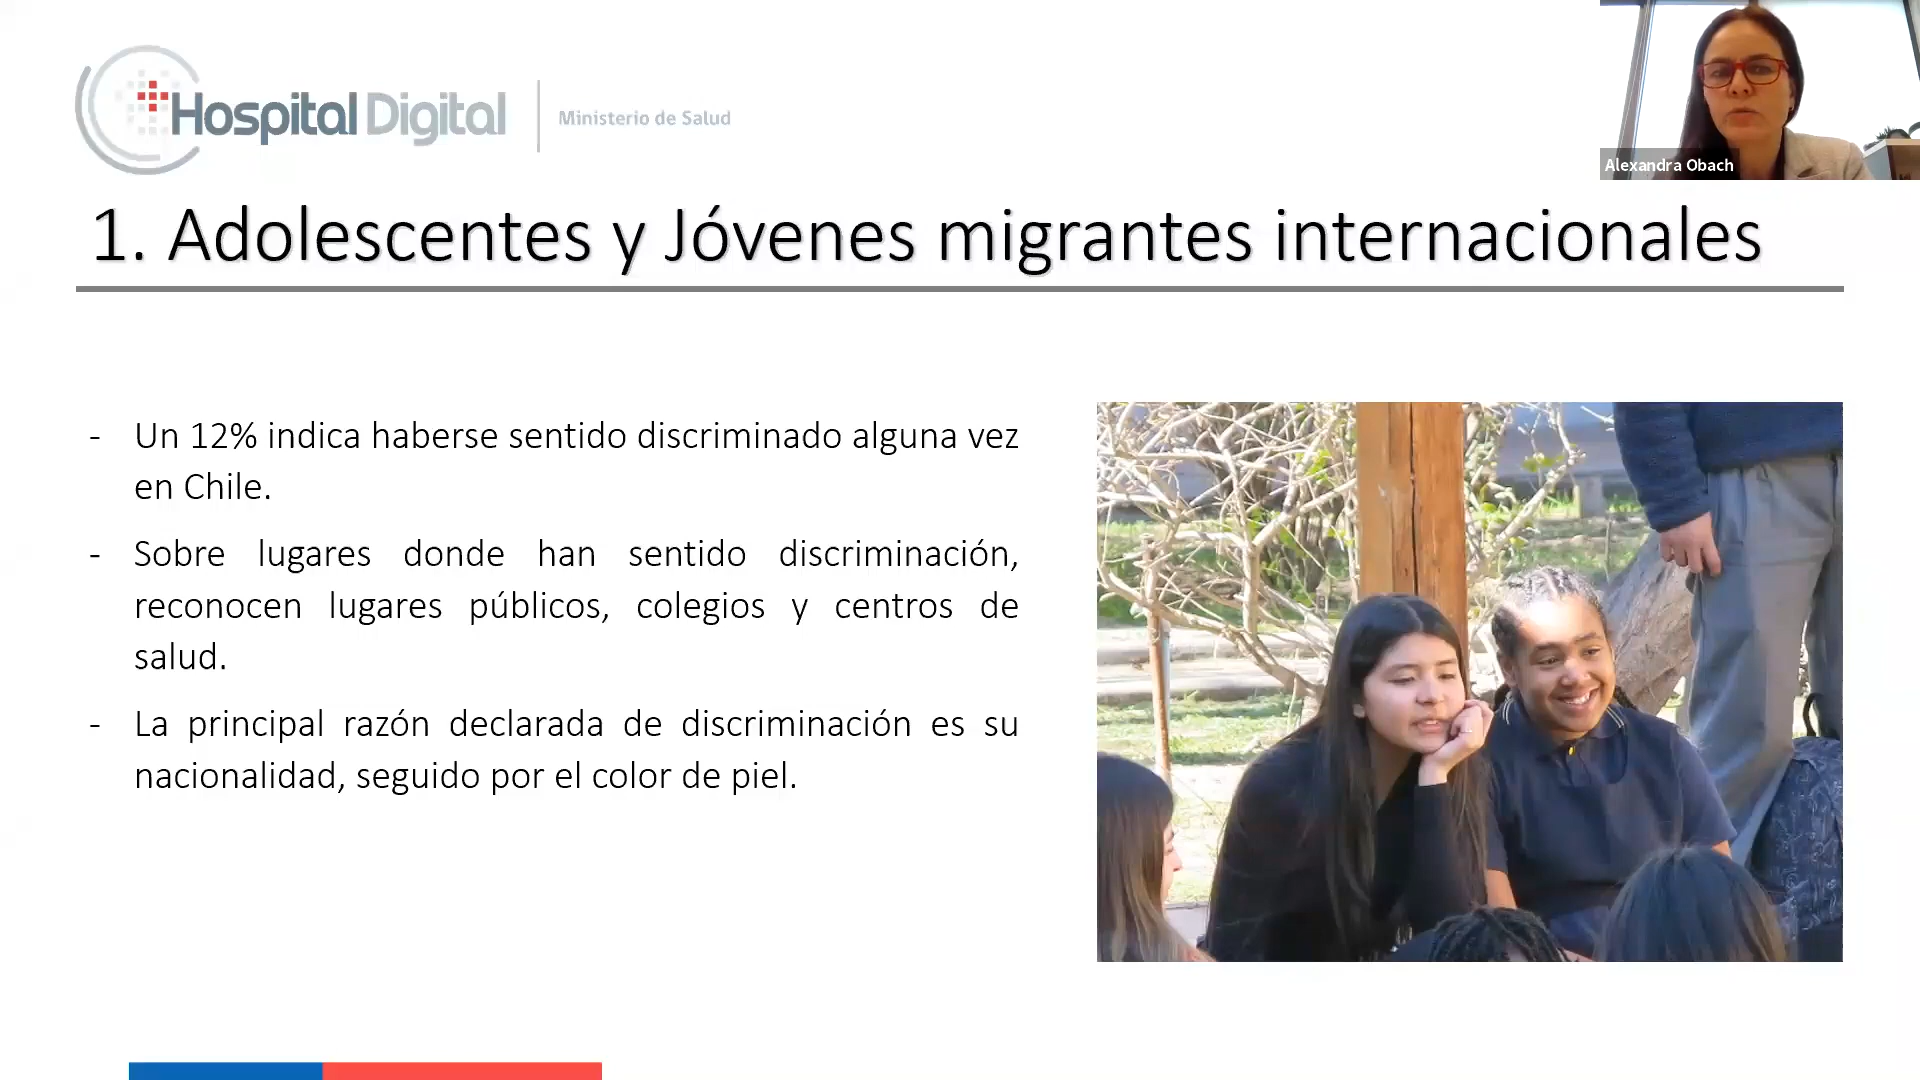 Hospital Digital
Ministerio de Salud
Alexandra Obach
1. Adolescentes y Jóvenes migrantes internacionales
- Un 12% indica haberse sentido discriminado alguna vez
en Chile.
- Sobre lugares donde han sentido discriminación,
reconocen lugares públicos, colegios y centros de
salud.
- La principal razón declarada de discriminación es su
nacionalidad, seguido por el color de piel.